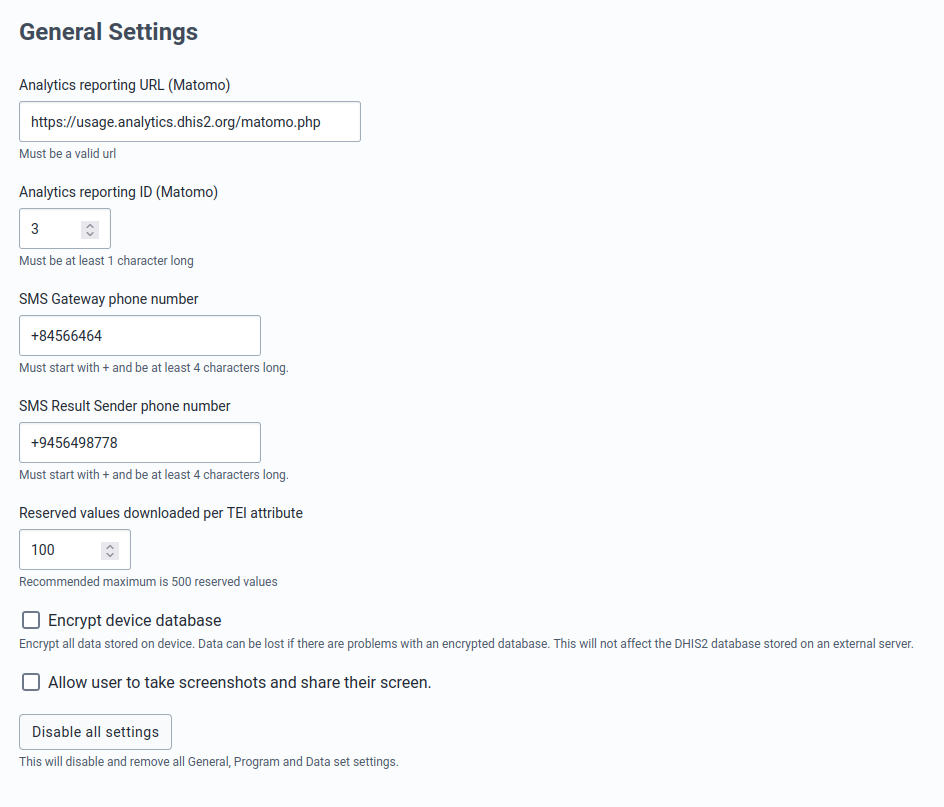 General Settings
Analytics reporting URL (Matomo)
https://usage.analytics.dhis2.org/matomo.php
Must be a valid url
Analytics reporting ID (Matomo)
3
Must be at least 1 character long
SMS Gateway phone number
+84566464
Must start with + and be at least 4 characters long.
SMS Result Sender phone number
+9456498778
Must start with + and be at least 4 characters long.
Reserved values downloaded per TEI attribute
100
Recommended maximum is 500 reserved values
Encrypt device database
Encrypt all data stored on device. Data can be lost if there are problems with an encrypted database. This will not affect the DHIS2 database stored on an external server.
Allow user to take screenshots and share their screen.
Disable all settings
This will disable and remove all General, Program and Data set settings.